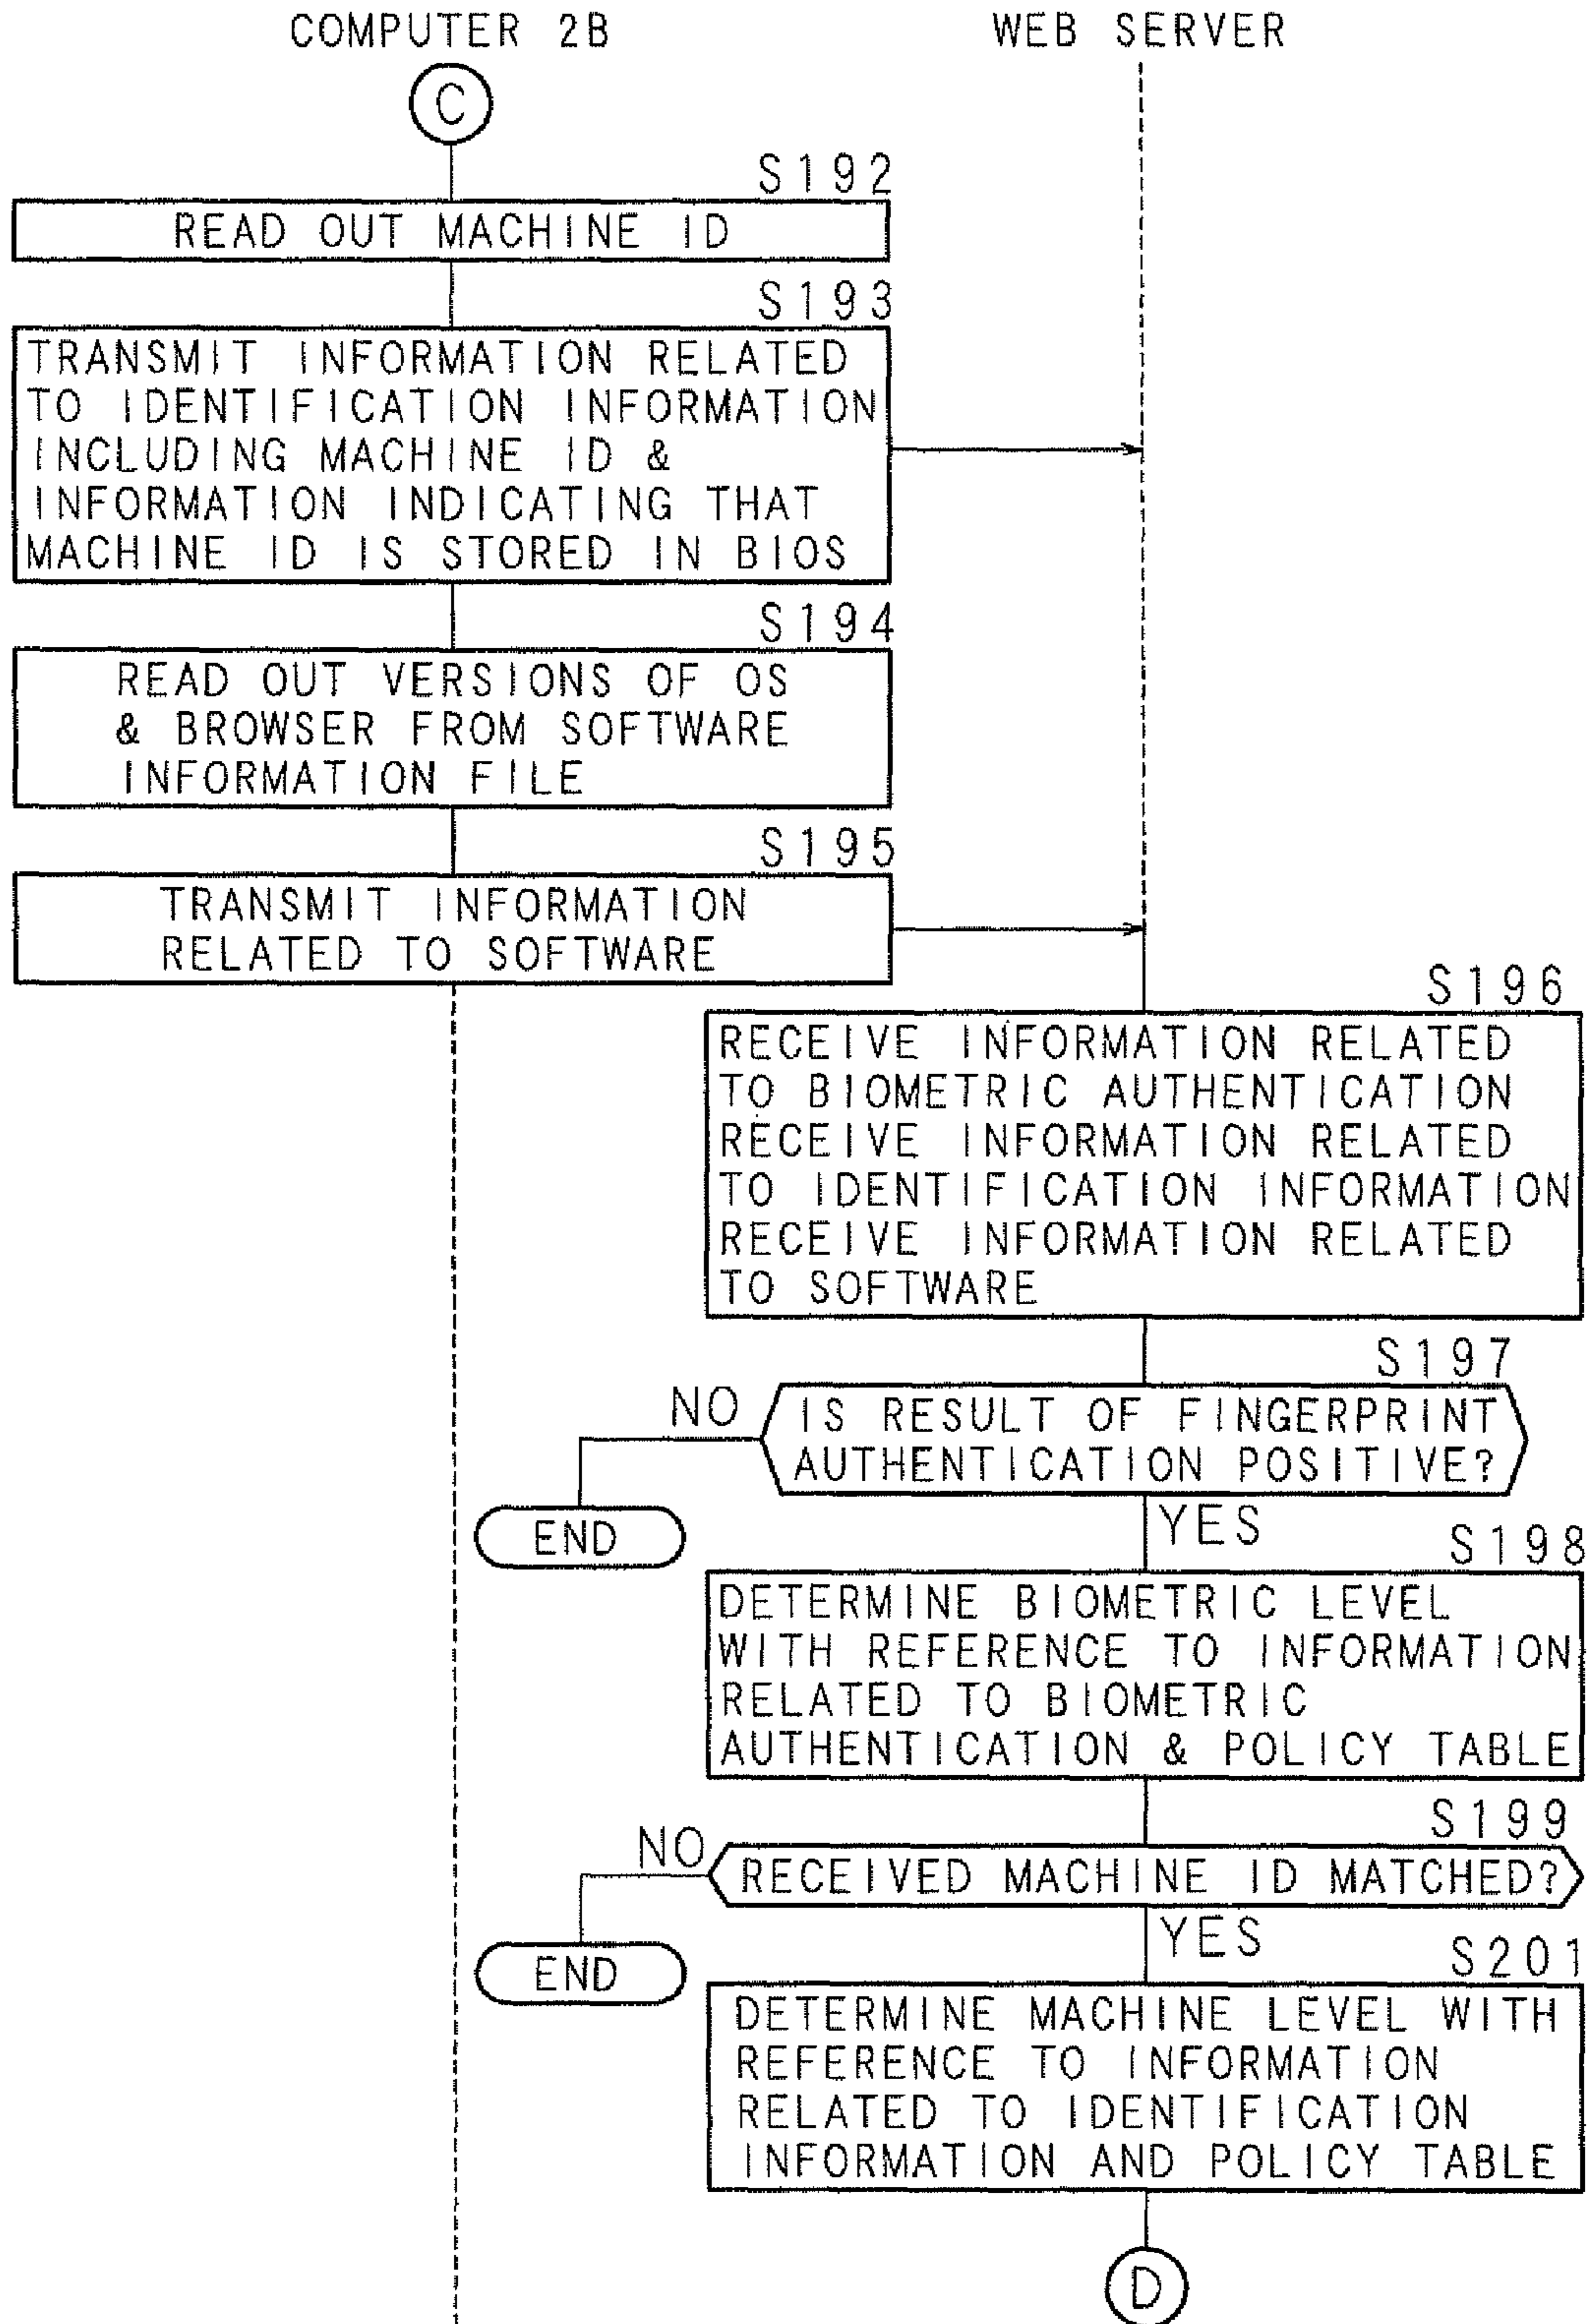 COMPUTER 2B
WEB SERVER
C
S192
READ OUT MACHINE ID
S193
TRANSMIT INFORMATION RELATED
TO IDENTIFICATION INFORMATION
INCLUDING MACHINE ID &
INFORMATION INDICATING THAT
MACHINE ID IS STORED IN BIOS
S194
READ OUT VERSIONS OF OS
& BROWSER FROM SOFTWARE
INFORMATION FILE
S195
TRANSMIT INFORMATION
RELATED TO SOFTWARE
S196
RECEIVE INFORMATION RELATED
TO BIOMETRIC AUTHENTICATION
RECEIVE INFORMATION RELATED
TO IDENTIFICATION INFORMATION
RECEIVE INFORMATION RELATED
TO SOFTWARE
S197
NO
IS RESULT OF FINGERPRINT
AUTHENTICATION POSITIVE?
END
YES
S198
DETERMINE BIOMETRIC LEVEL
WITH REFERENCE TO INFORMATION
RELATED TO BIOMETRIC
AUTHENTICATION & POLICY TABLE
S199
NO
RECEIVED MACHINE ID MATCHED?
END
YES
S201
DETERMINE MACHINE LEVEL WITH
REFERENCE TO INFORMATION
RELATED TO IDENTIFICATION
INFORMATION AND POLICY TABLE
D